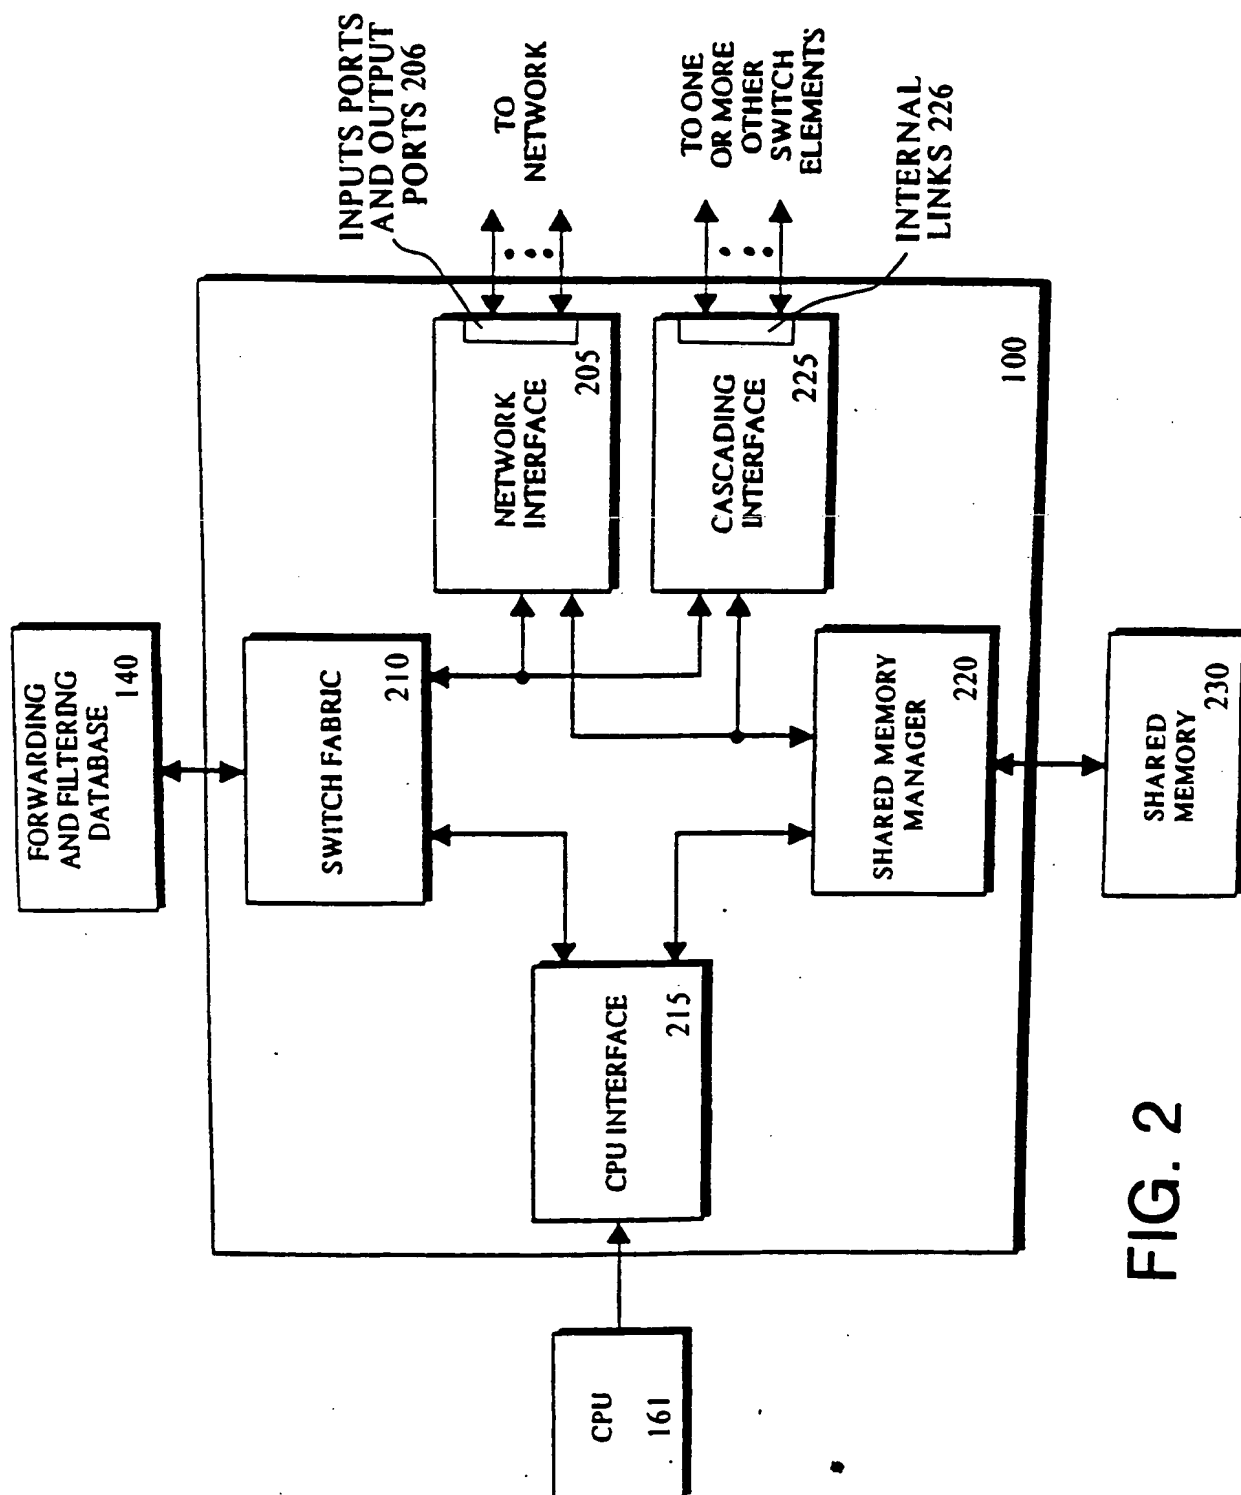 FORWARDING
AND FILTERING
DATABASE
140
INPUTS PORTS
AND OUTPUT
PORTS 206
SWITCH FABRIC
210
NETWORK
INTERFACE
205
TO
NETWORK
CPU
161
CPU INTERFACE
215
CASCADING
INTERFACE
225
TO ONE
OR MORE
OTHER
SWITCH
ELEMENTS
SHARED MEMORY
MANAGER
220
INTERNAL
LINKS 226
100
SHARED
MEMORY
230
FIG. 2